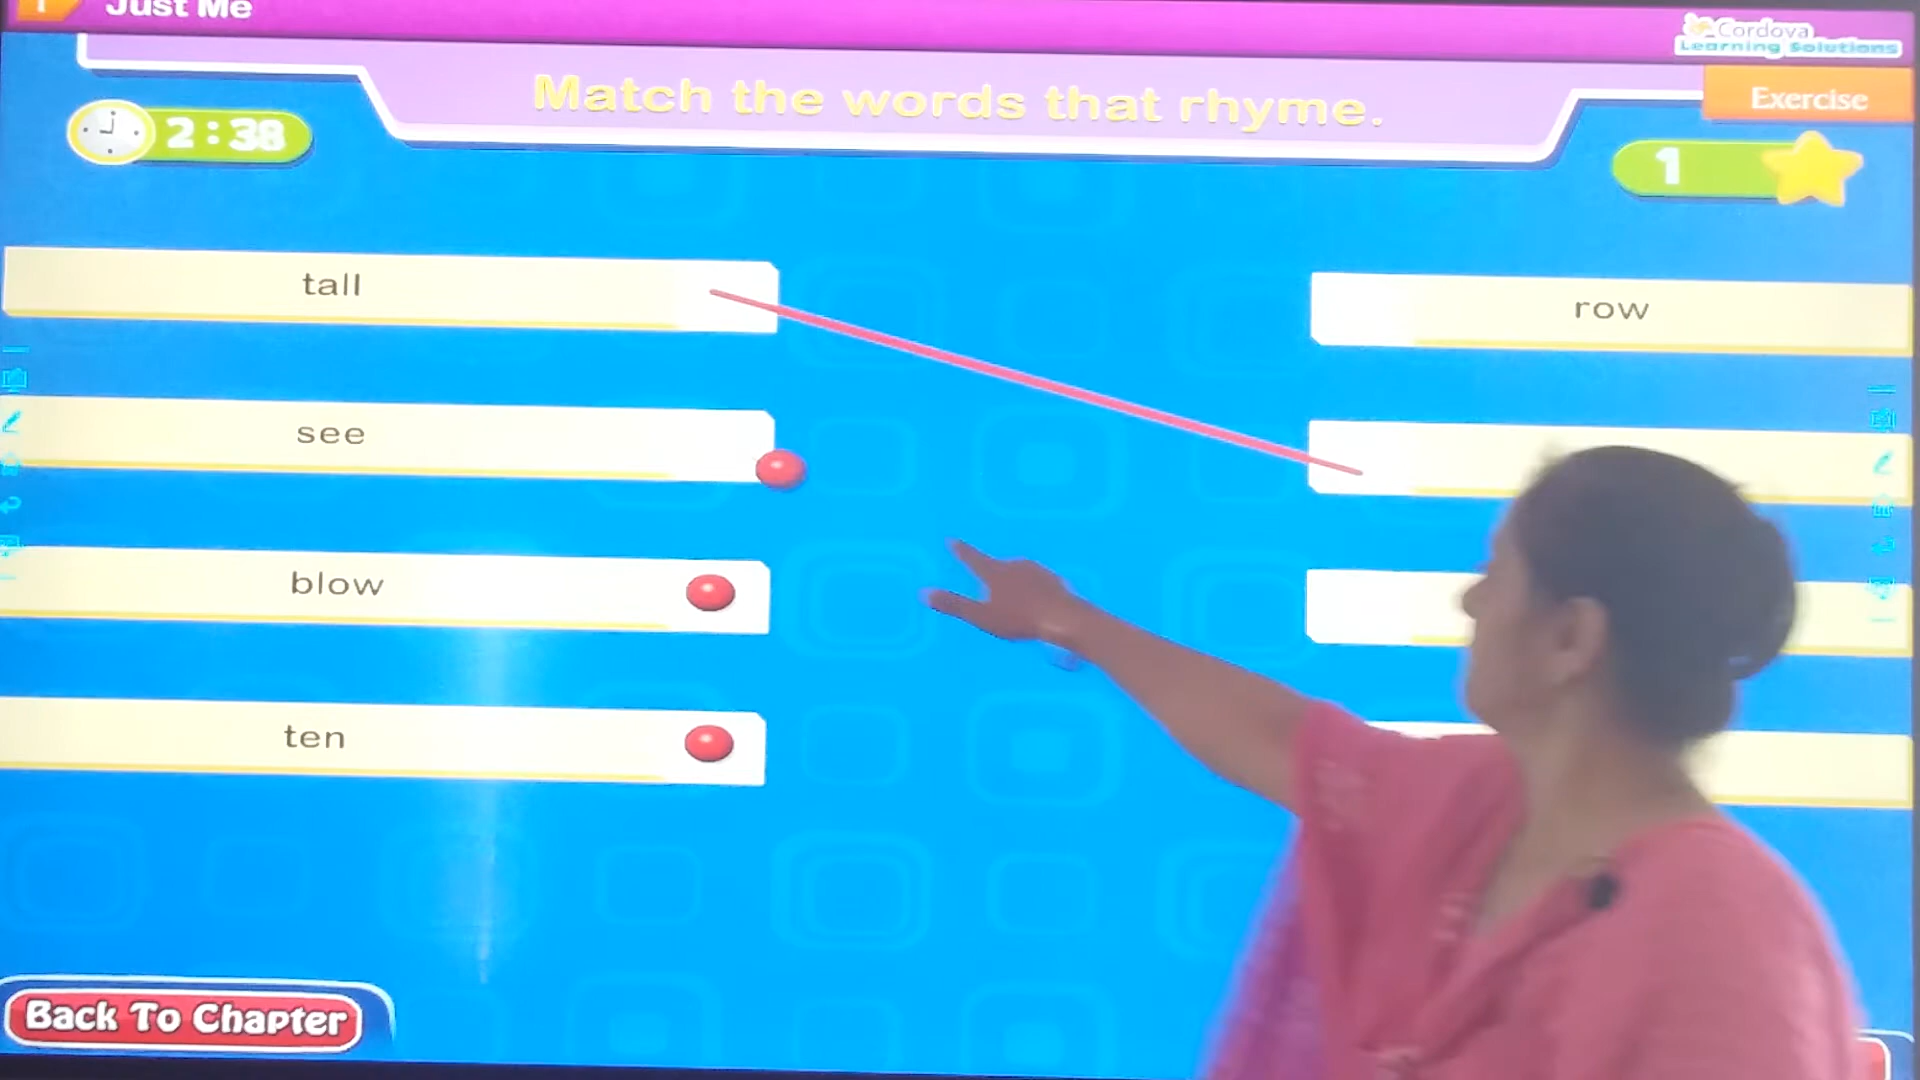 1 Just Me
Cordova
Learning Solutions
Match the words that rhyme.
Exercise
2:38
1
tall
row
see
blow
ten
Back To Chapter